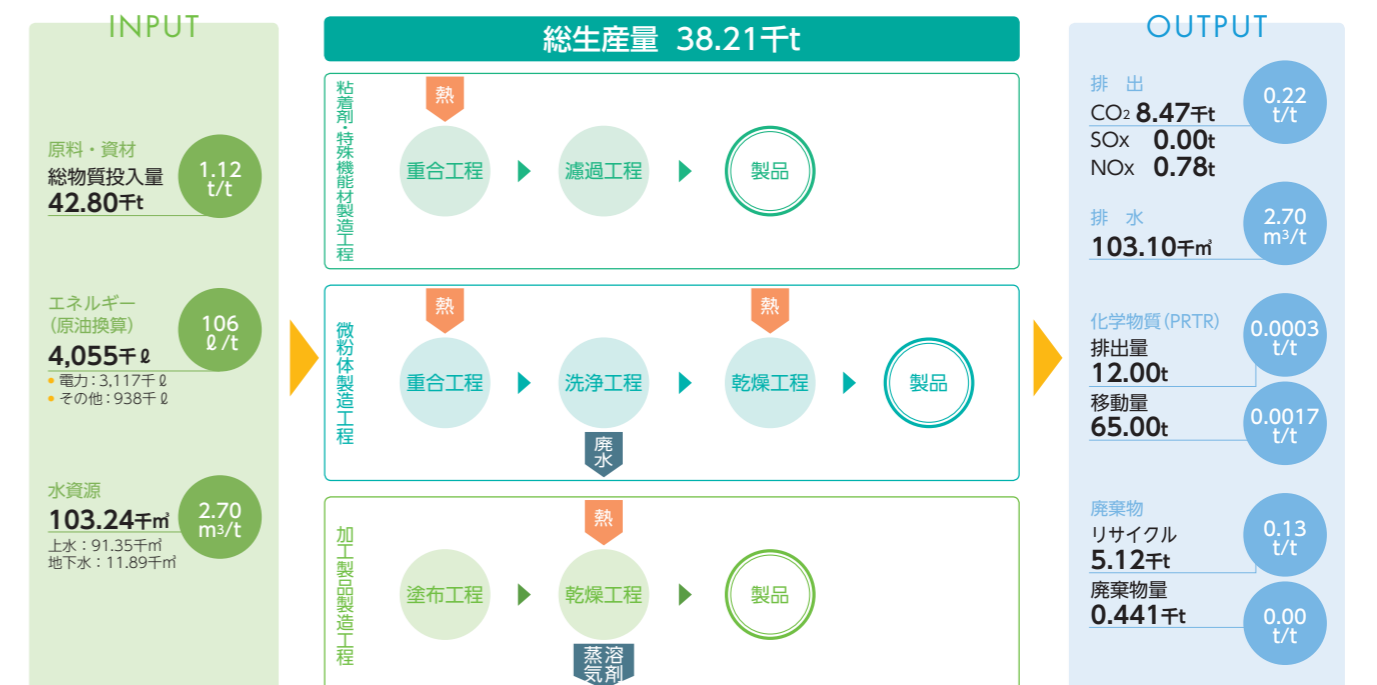 INPUT
原料・資材
総物質投入量
42.80千t
1.12
t/t
エネルギー
(原油換算)
4,055千ℓ
106
ℓ/t
• 電力:3,117千ℓ
• その他:938千ℓ
水資源
103.24千㎥
2.70
m³/t
上水:91.35千㎥
地下水:11.89千㎥
総生産量 38.21千t
粘着剤・特殊機能材製造工程
熱
重合工程
濾過工程
製品
微粉体製造工程
熱
熱
重合工程
洗浄工程
乾燥工程
製品
廃水
加工製品製造工程
熱
塗布工程
乾燥工程
製品
溶剤
蒸気
OUTPUT
排 出
CO₂ 8.47千t
SOx 0.00t
NOx 0.78t
0.22
t/t
排 水
103.10千㎥
2.70
m³/t
化学物質(PRTR)
排出量
12.00t
0.0003
t/t
移動量
65.00t
0.0017
t/t
廃棄物
リサイクル
5.12千t
0.13
t/t
廃棄物量
0.441千t
0.00
t/t